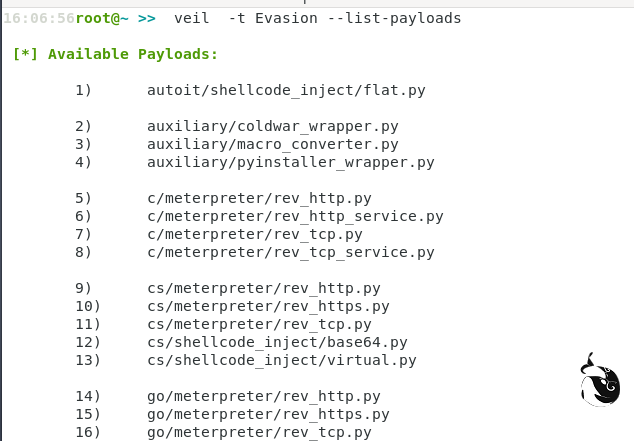 16:06:56root@~ >> veil -t Evasion --list-payloads
[*] Available Payloads:
1) autoit/shellcode_inject/flat.py
2) auxiliary/coldwar_wrapper.py
3) auxiliary/macro_converter.py
4) auxiliary/pyinstaller_wrapper.py
5) c/meterpreter/rev_http.py
6) c/meterpreter/rev_http_service.py
7) c/meterpreter/rev_tcp.py
8) c/meterpreter/rev_tcp_service.py
9) cs/meterpreter/rev_http.py
10) cs/meterpreter/rev_https.py
11) cs/meterpreter/rev_tcp.py
12) cs/shellcode_inject/base64.py
13) cs/shellcode_inject/virtual.py
14) go/meterpreter/rev_http.py
15) go/meterpreter/rev_https.py
16) go/meterpreter/rev_tcp.py